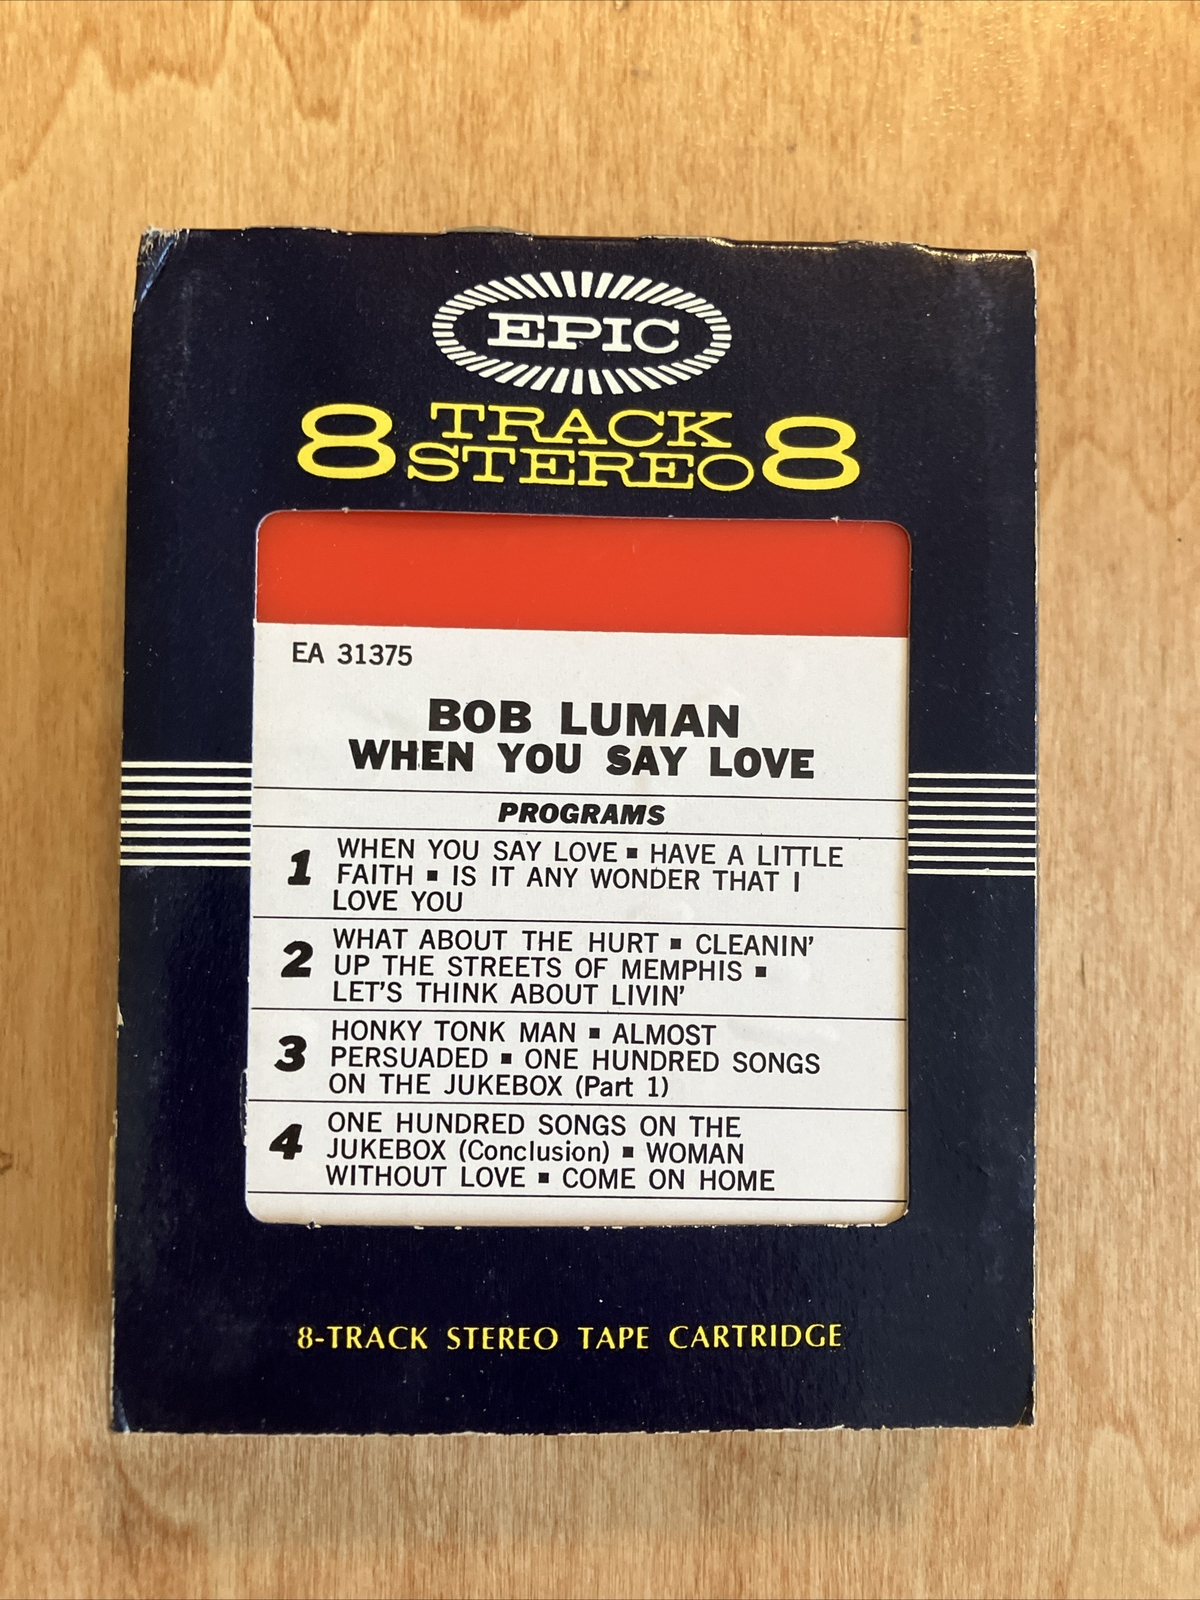 EPIC
8 TRACK STEREO 8
EA 31375
BOB LUMAN
WHEN YOU SAY LOVE
PROGRAMS
1 WHEN YOU SAY LOVE ▪ HAVE A LITTLE
FAITH ▪ IS IT ANY WONDER THAT I
LOVE YOU
2 WHAT ABOUT THE HURT ▪ CLEANIN'
UP THE STREETS OF MEMPHIS ▪
LET'S THINK ABOUT LIVIN'
3 HONKY TONK MAN ▪ ALMOST
PERSUADED ▪ ONE HUNDRED SONGS
ON THE JUKEBOX (Part 1)
4 ONE HUNDRED SONGS ON THE
JUKEBOX (Conclusion) ▪ WOMAN
WITHOUT LOVE ▪ COME ON HOME
8-TRACK STEREO TAPE CARTRIDGE